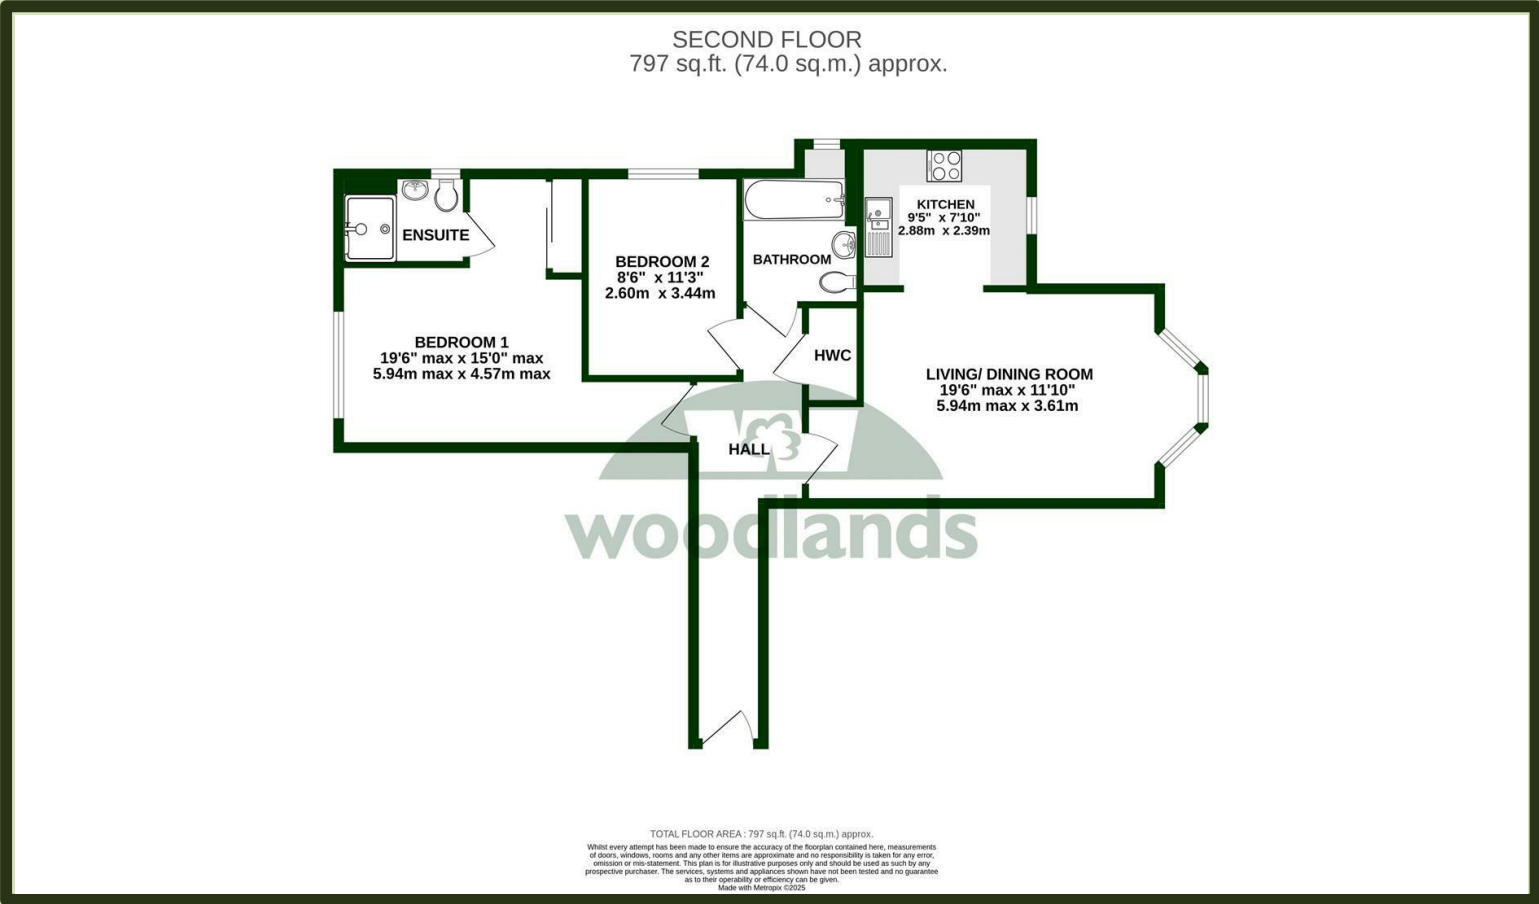 SECOND FLOOR
797 sq.ft. (74.0 sq.m.) approx.
KITCHEN
9'5" x 7'10"
2.88m x 2.39m
ENSUITE
BEDROOM 2
8'6" x 11'3"
2.60m x 3.44m
BATHROOM
BEDROOM 1
19'6" max x 15'0" max
5.94m max x 4.57m max
HWC
LIVING/ DINING ROOM
19'6" max x 11'10"
5.94m max x 3.61m
HALL
woodlands
TOTAL FLOOR AREA : 797 sq.ft. (74.0 sq.m.) approx.
Whilst every attempt has been made to ensure the accuracy of the floorplan contained here, measurements
of doors, windows, rooms and any other items are approximate and no responsibility is taken for any error,
omission or mis-statement. This plan is for illustrative purposes only and should be used as such by any
prospective purchaser. The services, systems and appliances shown have not been tested and no guarantee
as to their operability or efficiency can be given.
Made with Metropix ©2025